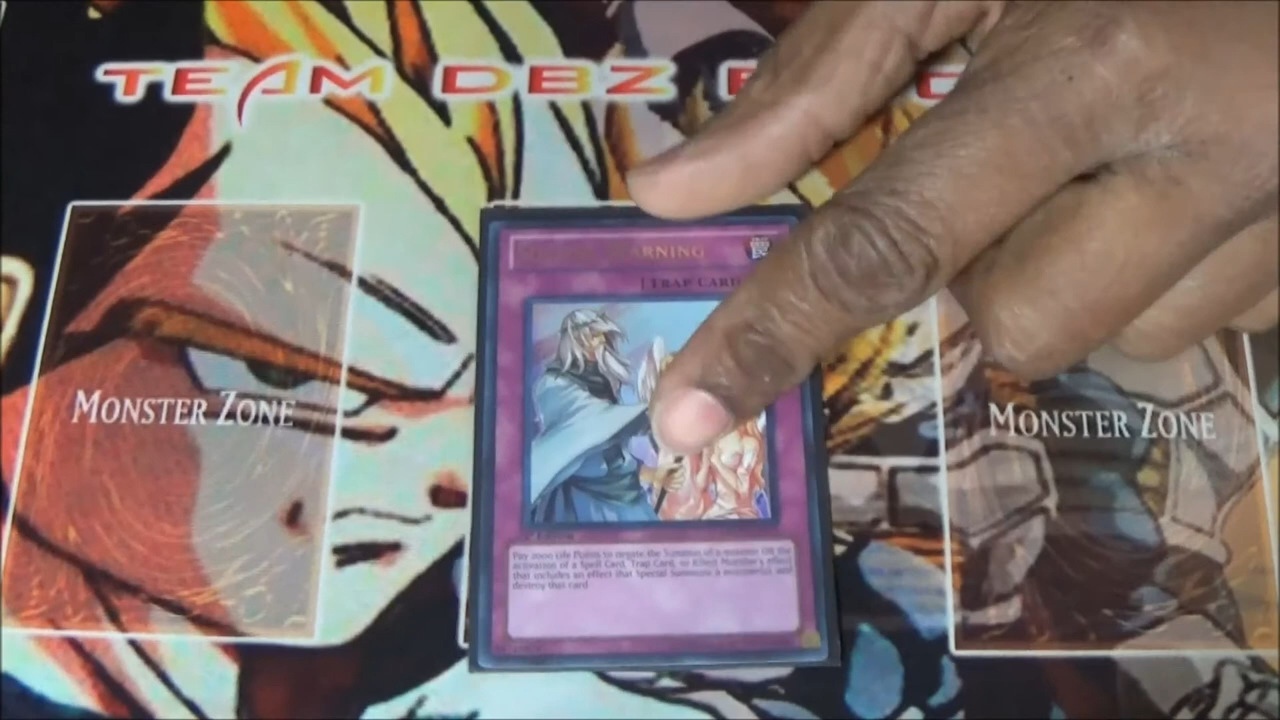 TEAM DBZ
ARNING
[TRAP CARD
MONSTER ZONE
MONSTER ZONE
Pay 2000 Life Points to negate the Summon of a monster OR the
activation of a Spell Card, Trap Card, or Effect Monster's effect
that includes an effect that Special Summons a monster(s) and
destroy that card